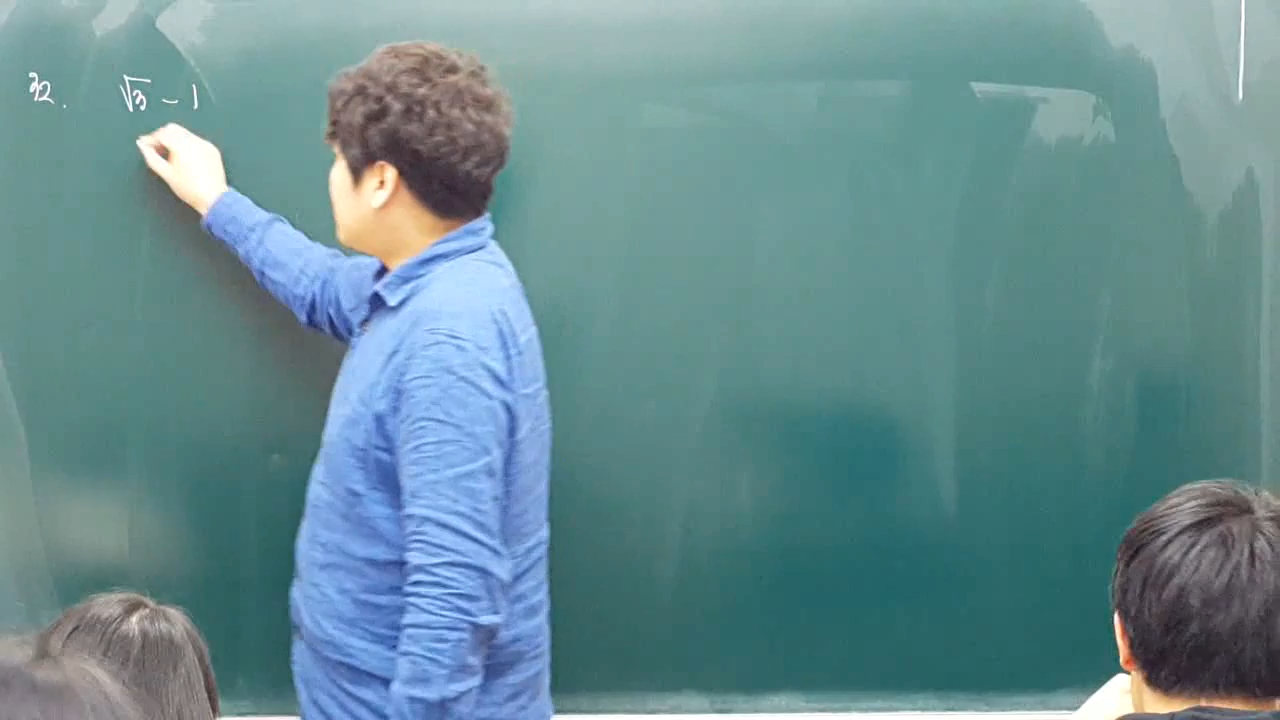 32. √3 - 1